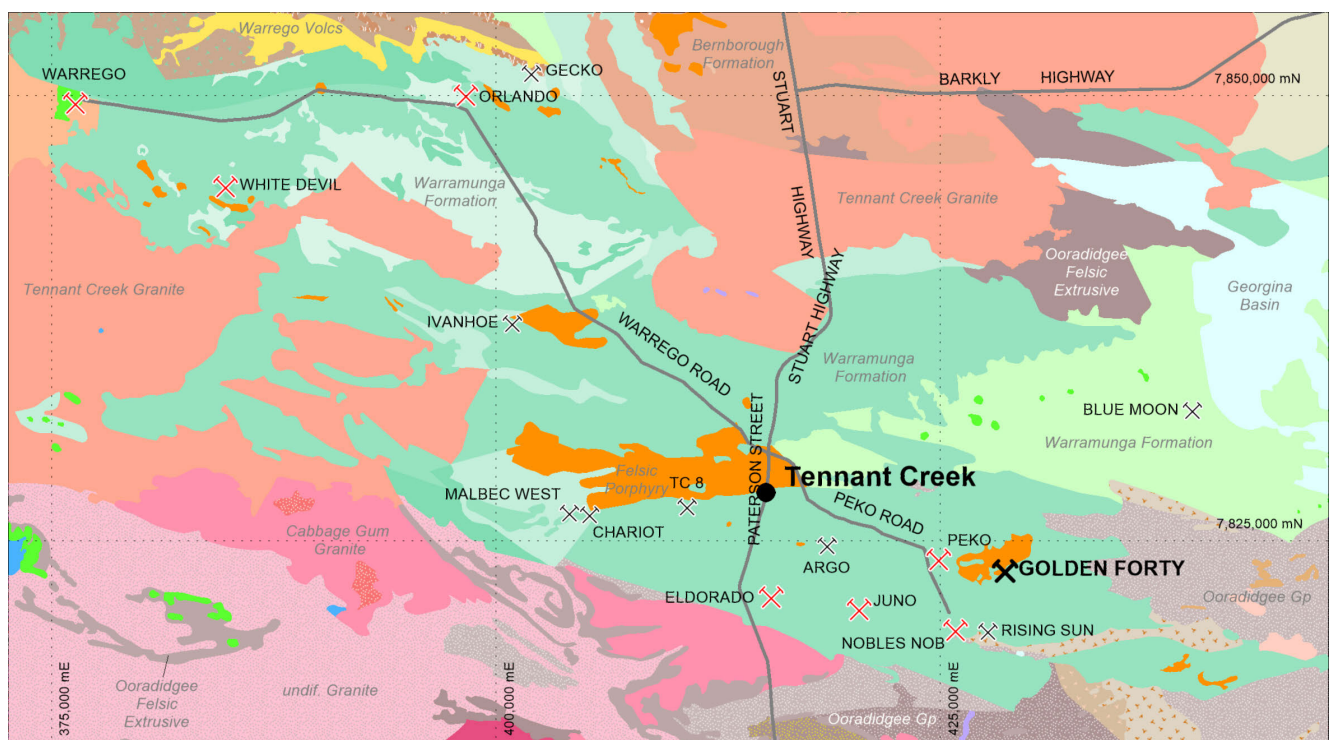 Warrego Volcs
WARREGO
GECKO
ORLANDO
Bernborough
Formation
STUART
HIGHWAY
BARKLY
HIGHWAY
7,850,000 mN
WHITE DEVIL
Warramunga
Formation
Tennant Creek Granite
Ooradidgee
Felsic
Extrusive
Georgina
Basin
Tennant Creek Granite
IVANHOE
WARREGO ROAD
STUART HIGHWAY
Warramunga
Formation
BLUE MOON
Warramunga Formation
PATERSON STREET
Felsic
Porphyry
TC 8
Tennant Creek
MALBEC WEST
CHARIOT
PEKO ROAD
Cabbage Gum
Granite
7,825,000 mN
PEKO
ARGO
GOLDEN FORTY
ELDORADO
JUNO
Ooradidgee Gp
NOBLES NOB
RISING SUN
Ooradidgee
Felsic
Extrusive
undif. Granite
Ooradidgee Gp
375,000 mE
400,000 mE
425,000 mE